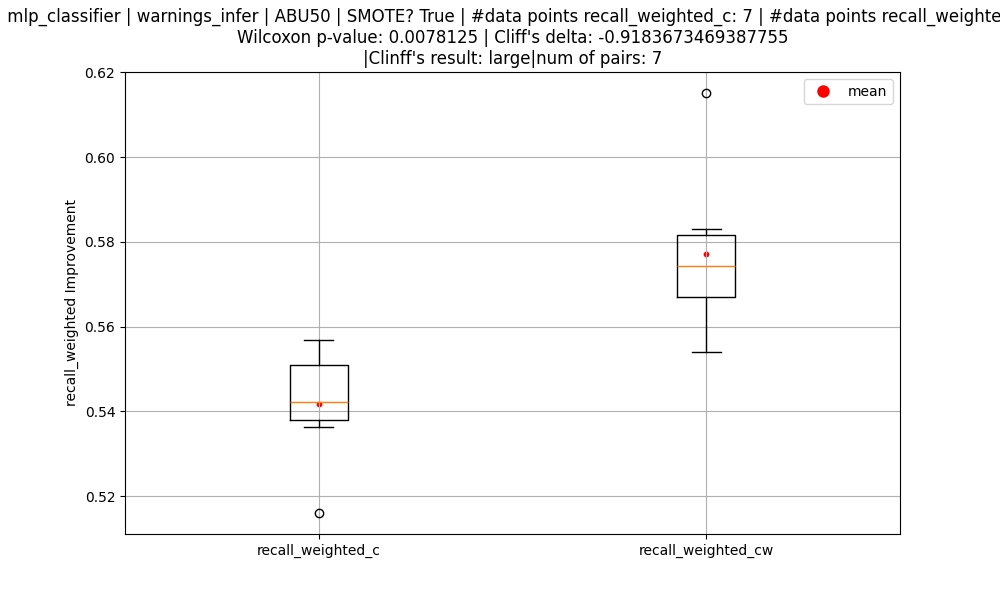 mlp_classifier | warnings_infer | ABU50 | SMOTE? True | #data points recall_weighted_c: 7 | #data points recall_weighte
Wilcoxon p-value: 0.0078125 | Cliff's delta: -0.9183673469387755
|Clinff's result: large|num of pairs: 7
mean
recall_weighted Improvement
0.62
0.60
0.58
0.56
0.54
0.52
recall_weighted_c
recall_weighted_cw